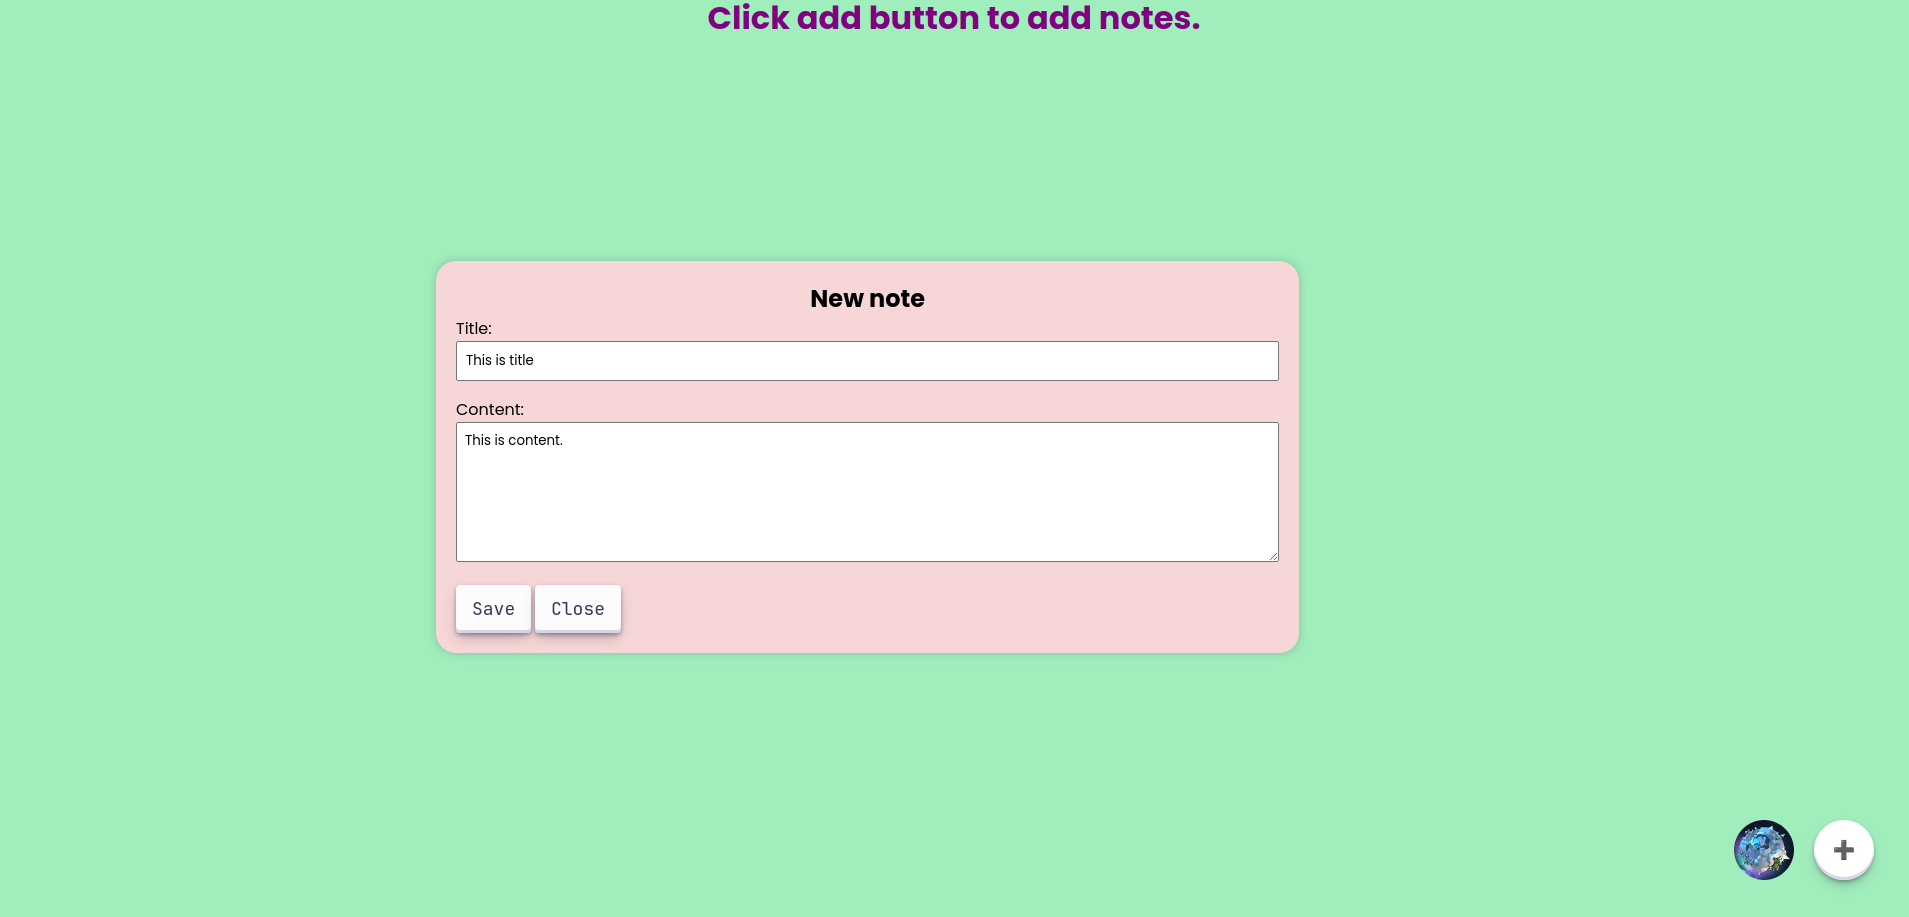 Click add button to add notes.
New note
Title:
This is title
Content:
This is content.
Save Close